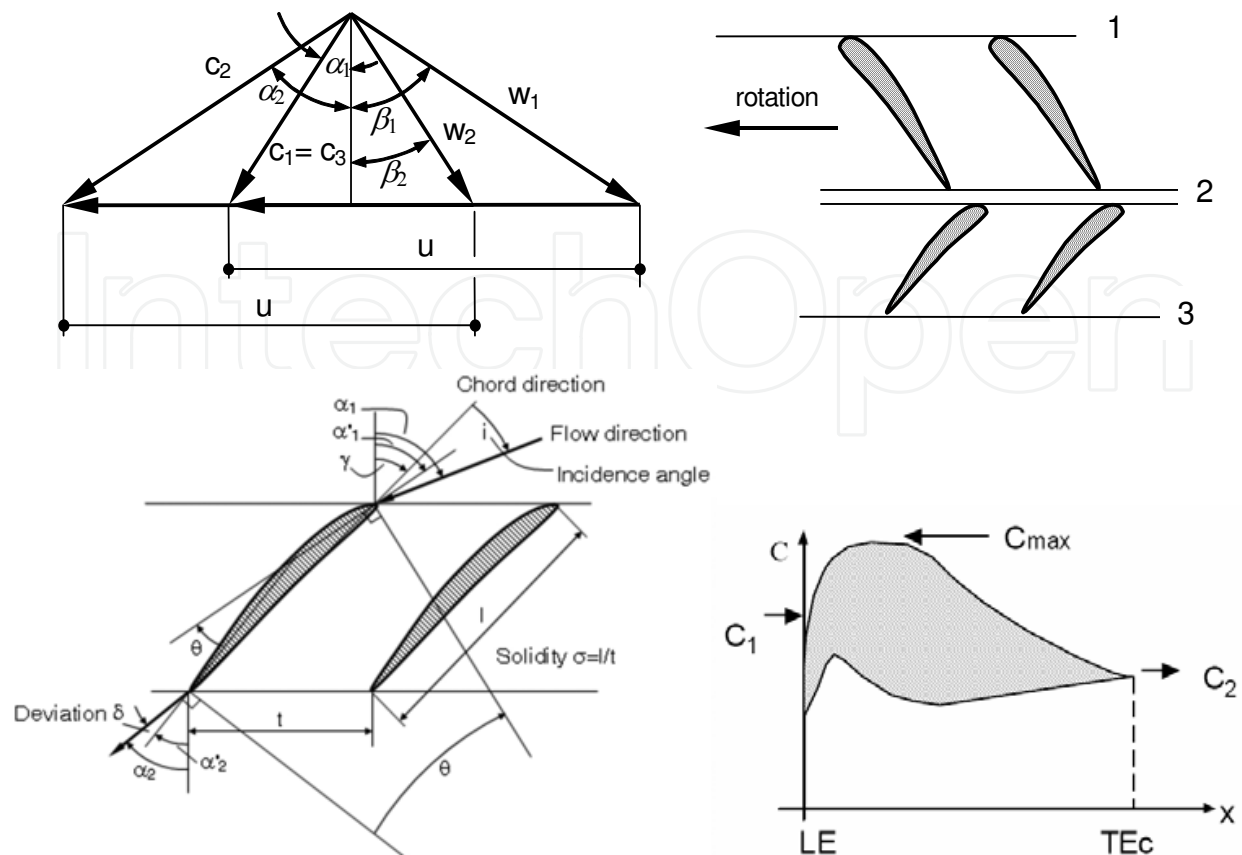 c₂
α₁
α₂
β₁
w₁
c₁= c₃
w₂
β₂
u
u
1
rotation
2
3
IntechOpen
Chord direction
α₁
α'₁
i
Flow direction
γ
Incidence angle
θ
l
Solidity σ=l/t
Deviation δ
t
α'₂
α₂
θ
C
Cmax
C₁
C₂
x
LE
TEc